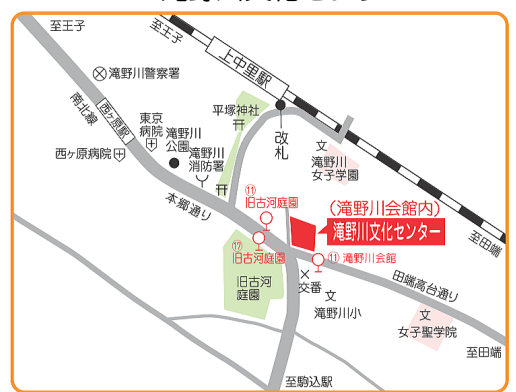 至王子
至王子
上中里駅
滝野川警察署
南北線
西ヶ原駅
東京
病院
滝野川
公園
平塚神社
改札
文
滝野川
女子学園
西ヶ原病院
滝野川
消防署
本郷通り
⑪
旧古河庭園
(滝野川会館内)
滝野川文化センター
至田端
⑰
旧古河庭園
⑪ 滝野川会館
旧古河
庭園
交番
文
滝野川小
田端高台通り
文
女子聖学院
至田端
至駒込駅